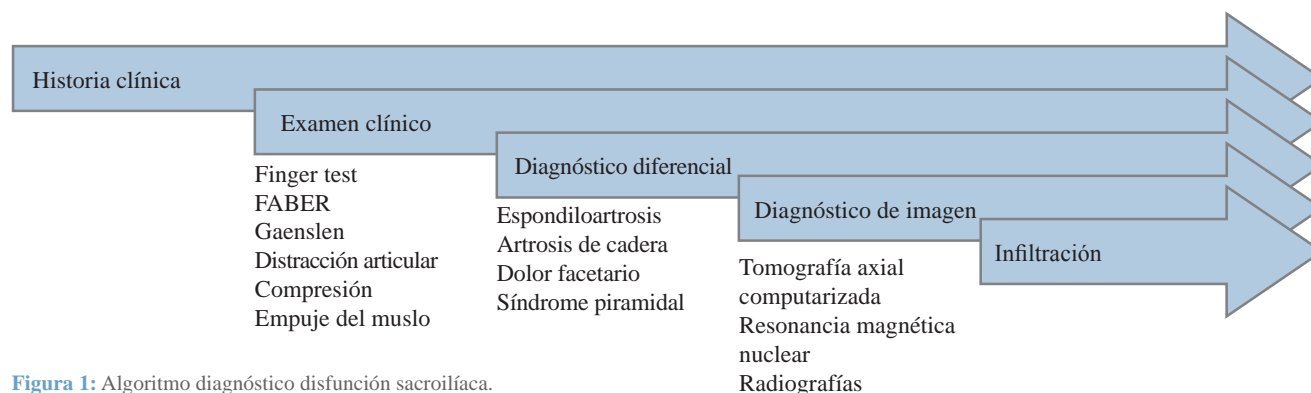 Historia clínica
Examen clínico
Finger test
FABER
Gaenslen
Distracción articular
Compresión
Empuje del muslo
Diagnóstico diferencial
Espondiloartrosis
Artrosis de cadera
Dolor facetario
Síndrome piramidal
Diagnóstico de imagen
Tomografía axial
computarizada
Resonancia magnética
nuclear
Radiografías
Infiltración
Figura 1: Algoritmo diagnóstico disfunción sacroilíaca.